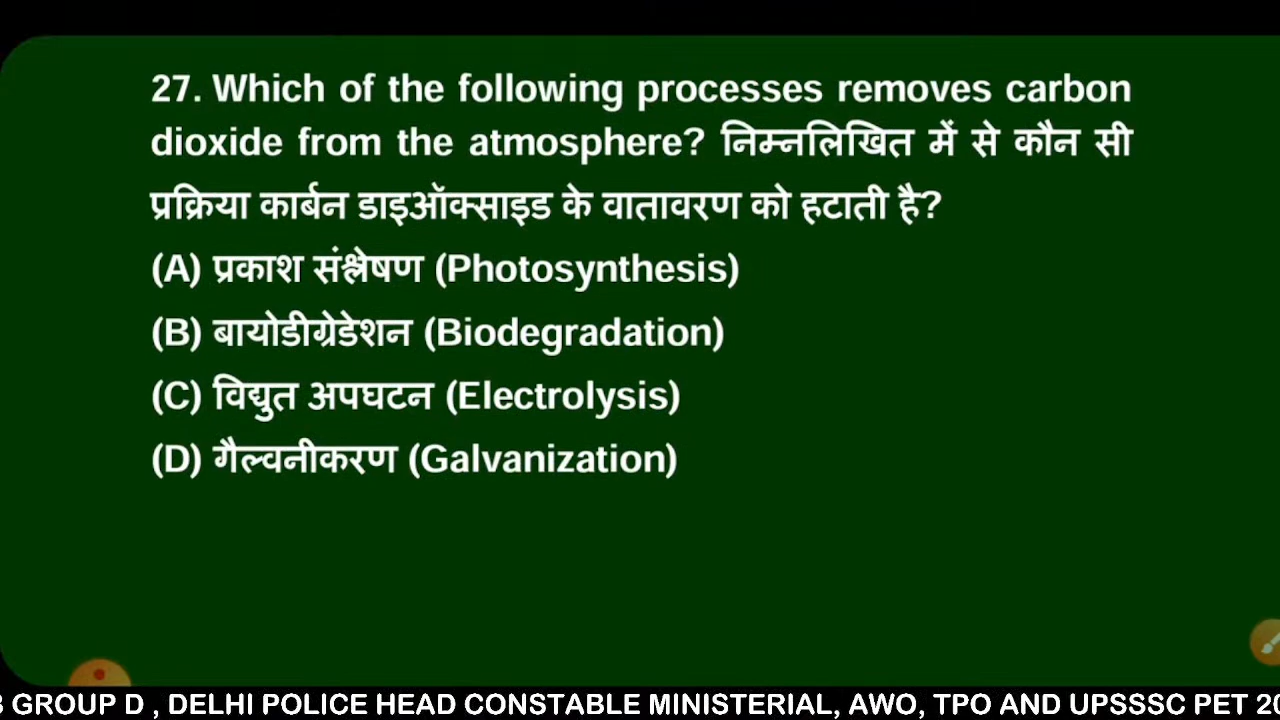 27. Which of the following processes removes carbon
dioxide from the atmosphere? निम्नलिखित में से कौन सी
प्रक्रिया कार्बन डाइऑक्साइड के वातावरण को हटाती है?
(A) प्रकाश संश्लेषण (Photosynthesis)
(B) बायोडीग्रेडेशन (Biodegradation)
(C) विद्युत अपघटन (Electrolysis)
(D) गैल्वनीकरण (Galvanization)
GROUP D , DELHI POLICE HEAD CONSTABLE MINISTERIAL, AWO, TPO AND UPSSSC PET